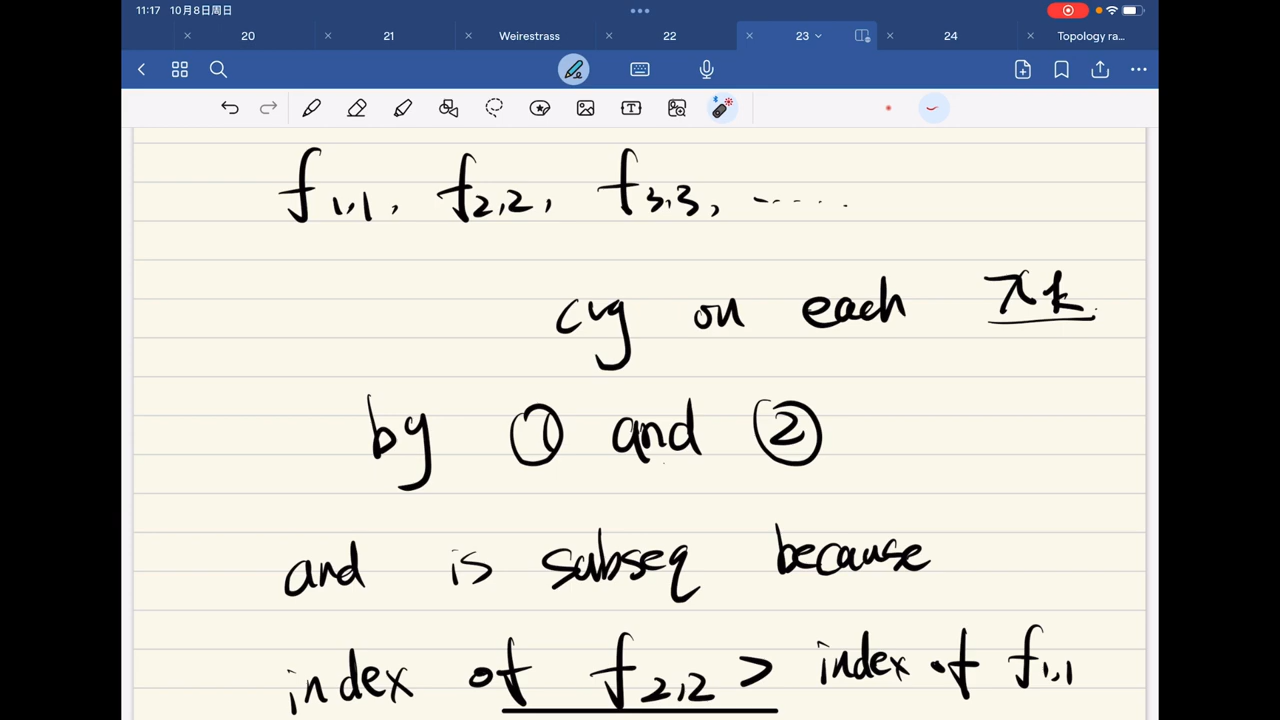 11:17 10月8日周日
20 21 Weirestrass 22 23 24 Topology ra...
f1,1, f2,2, f3,3, ......
cvg on each xk
by ① and ②
and is subseq because
index of f2,2 > index of f1,1